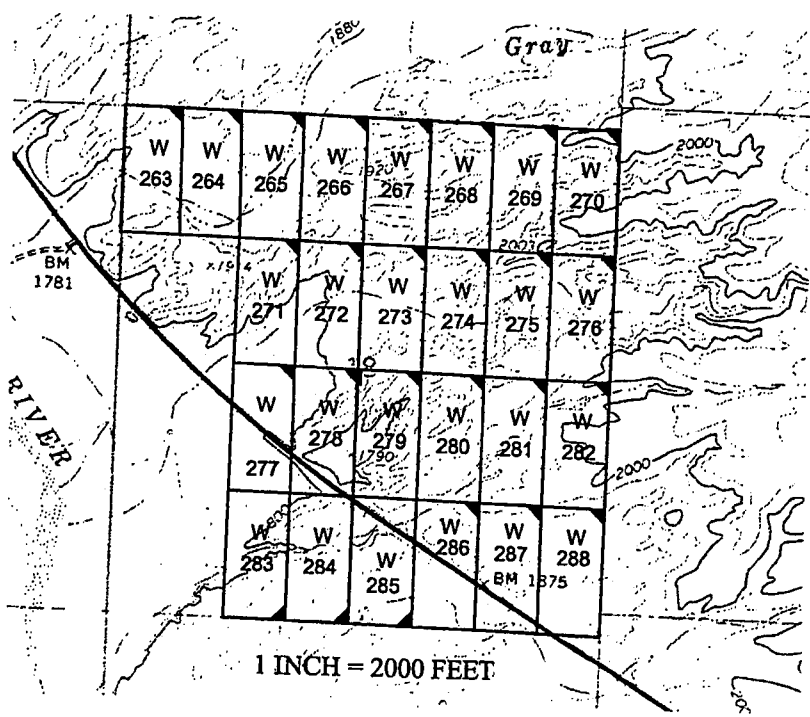 1880
Gray
W 263 W 264 W 265 W 266 W 267 W 268 W 269 W 270
1920
2000
2003
BM
1781
W 271 W 272 W 273 W 274 W 275 W 276
RIVER
W 277 W 278 W 279 W 280 W 281 W 282
1790
2000
W 283 W 284 W 285 W 286 W 287 W 288
1800
BM 1875
1 INCH = 2000 FEET